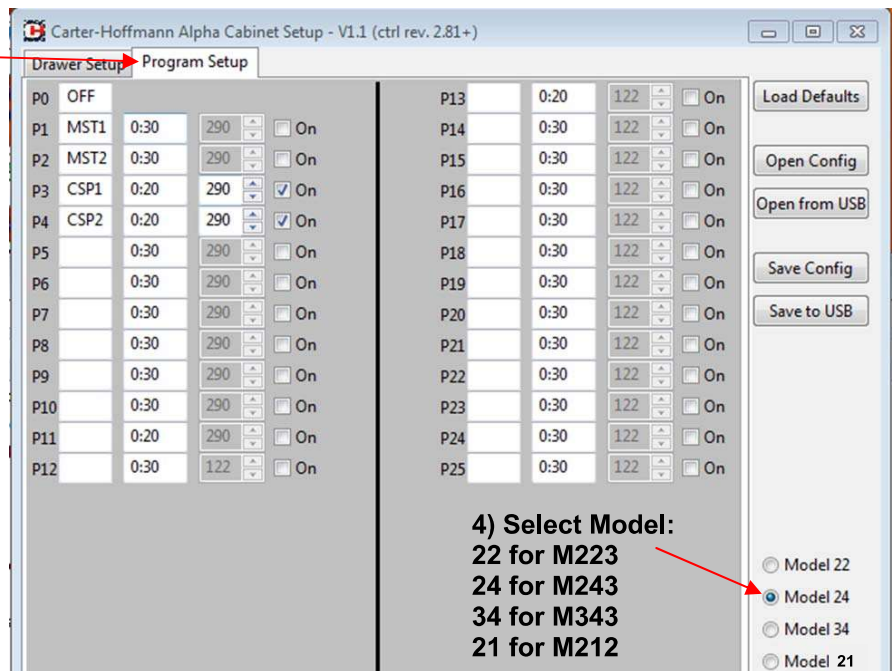 Carter-Hoffmann Alpha Cabinet Setup - V1.1 (ctrl rev. 2.81+)
Drawer Setup Program Setup
P0 OFF P13 0:20 122 On Load Defaults
P1 MST1 0:30 290 On P14 0:30 122 On
P2 MST2 0:30 290 On P15 0:30 122 On Open Config
P3 CSP1 0:20 290 On P16 0:30 122 On
P4 CSP2 0:20 290 On P17 0:30 122 On Open from USB
P5 0:30 290 On P18 0:30 122 On
P6 0:30 290 On P19 0:30 122 On Save Config
P7 0:30 290 On P20 0:30 122 On Save to USB
P8 0:30 290 On P21 0:30 122 On
P9 0:30 290 On P22 0:30 122 On
P10 0:30 290 On P23 0:30 122 On
P11 0:20 290 On P24 0:30 122 On
P12 0:30 122 On P25 0:30 122 On
4) Select Model:
22 for M223
24 for M243
34 for M343
21 for M212
Model 22
Model 24
Model 34
Model 21